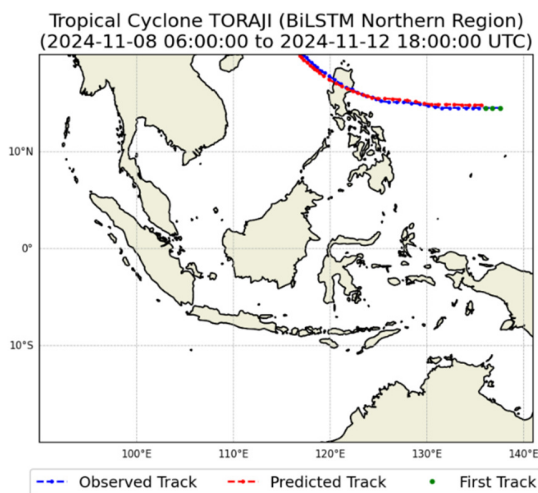 Tropical Cyclone TORAJI (BiLSTM Northern Region)
(2024-11-08 06:00:00 to 2024-11-12 18:00:00 UTC)
10°N
0°
10°S
100°E 110°E 120°E 130°E 140°E
Observed Track Predicted Track First Track